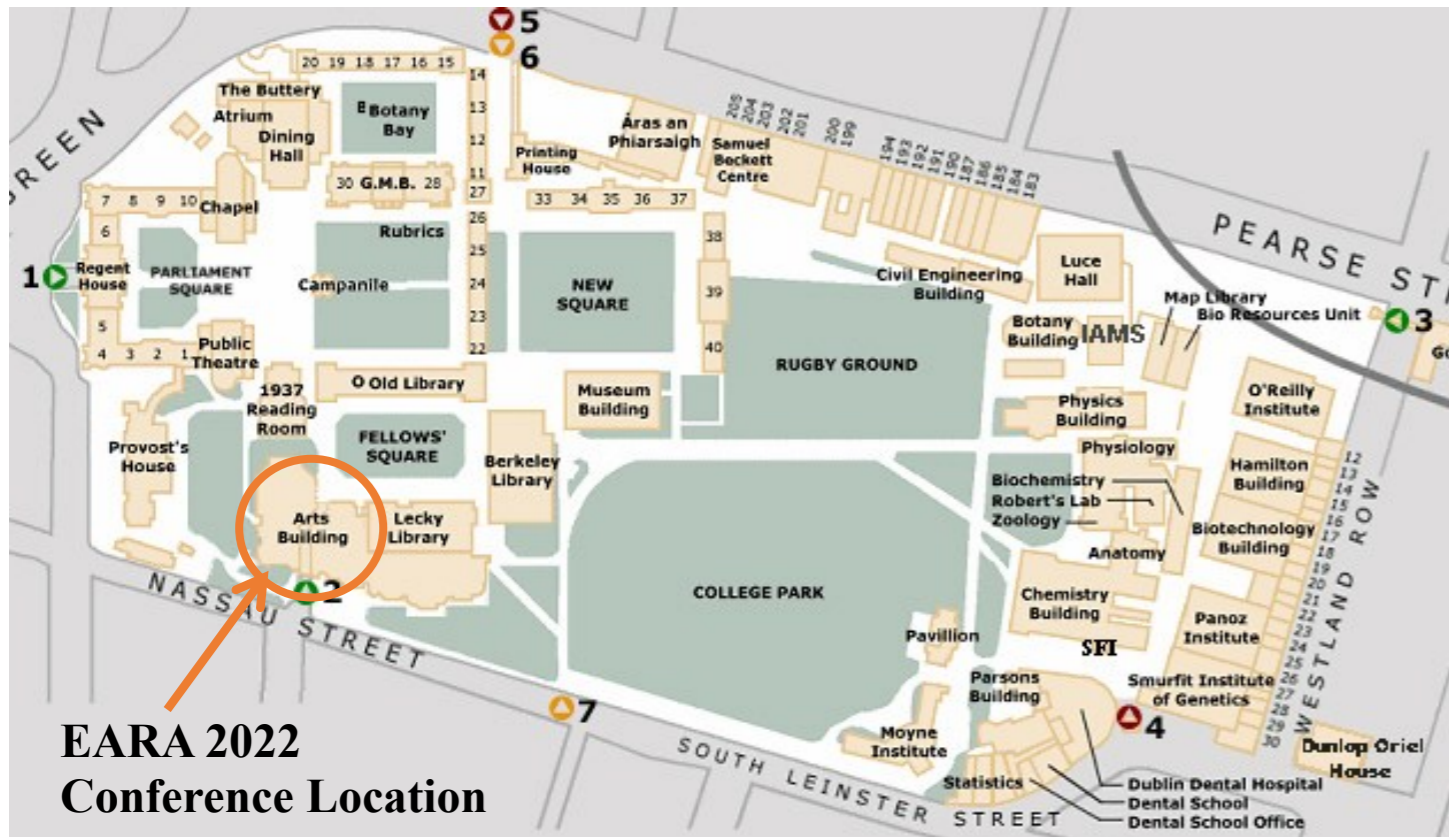 5
6
20 19 18 17 16 15
The Buttery
Atrium
Dining
Hall
B Botany
Bay
14
13
12
11
27
Printing
House
Áras an
Phiarsaigh
Samuel
Beckett
Centre
205
204
203
202
201
200
199
194
193
192
191
190
187
186
185
184
183
30 G.M.B. 28
33 34 35 36 37
7 8 9 10
Chapel
6
Rubrics
26
25
24
23
22
38
39
40
1
Regent
House
PARLIAMENT
SQUARE
Campanile
NEW
SQUARE
Civil Engineering
Building
Luce
Hall
PEARSE
Map Library
Bio Resources Unit
3
Botany
Building
IAMS
5
4 3 2 1
Public
Theatre
1937
Reading
Room
O Old Library
Museum
Building
RUGBY GROUND
Physics
Building
O'Reilly
Institute
Provost's
House
FELLOWS'
SQUARE
Berkeley
Library
Physiology
Biochemistry
Robert's Lab
Zoology
Anatomy
Hamilton
Building
Biotechnology
Building
12
13
14
15
16
17
18
19
20
21
22
23
24
25
26
27
28
29
30
WESTLAND ROW
Arts
Building
Lecky
Library
2
NASSAU STREET
COLLEGE PARK
Chemistry
Building
SFI
Panoz
Institute
Pavillion
Parsons
Building
Smurfit Institute
of Genetics
7
4
Moyne
Institute
Statistics
SOUTH LEINSTER STREET
Dublin Dental Hospital
Dental School
Dental School Office
Dunlop Oriel
House
EARA 2022
Conference Location